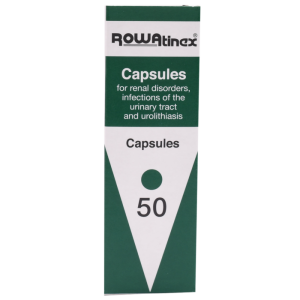 ROWAtinex®
Capsules
for renal disorders,
infections of the
urinary tract
and urolithiasis
Capsules
50